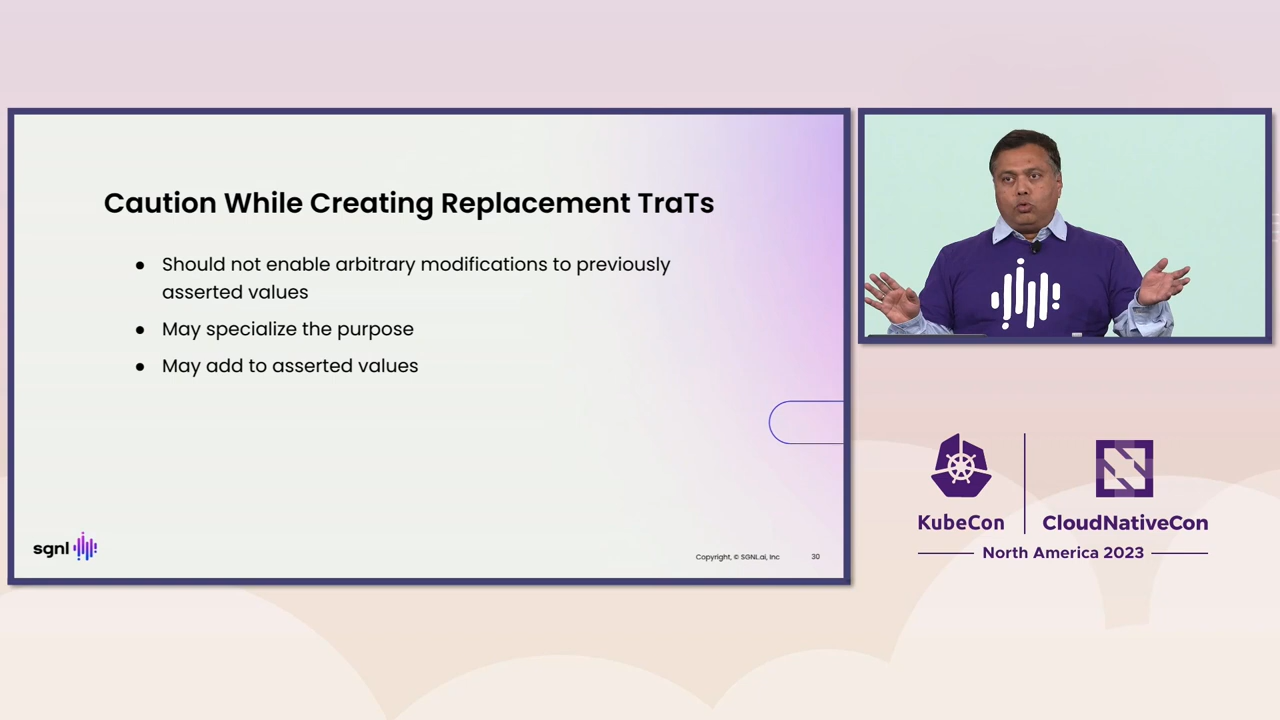 Caution While Creating Replacement TraTs
● Should not enable arbitrary modifications to previously
asserted values
● May specialize the purpose
● May add to asserted values
sgnl
Copyright, © SGNL.ai, Inc
30
KubeCon
CloudNativeCon
North America 2023